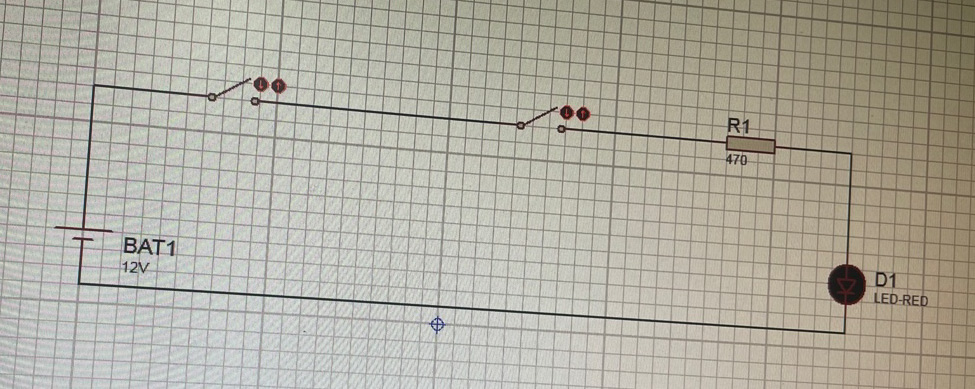 R1
470
BAT1
12V
D1
LED-RED